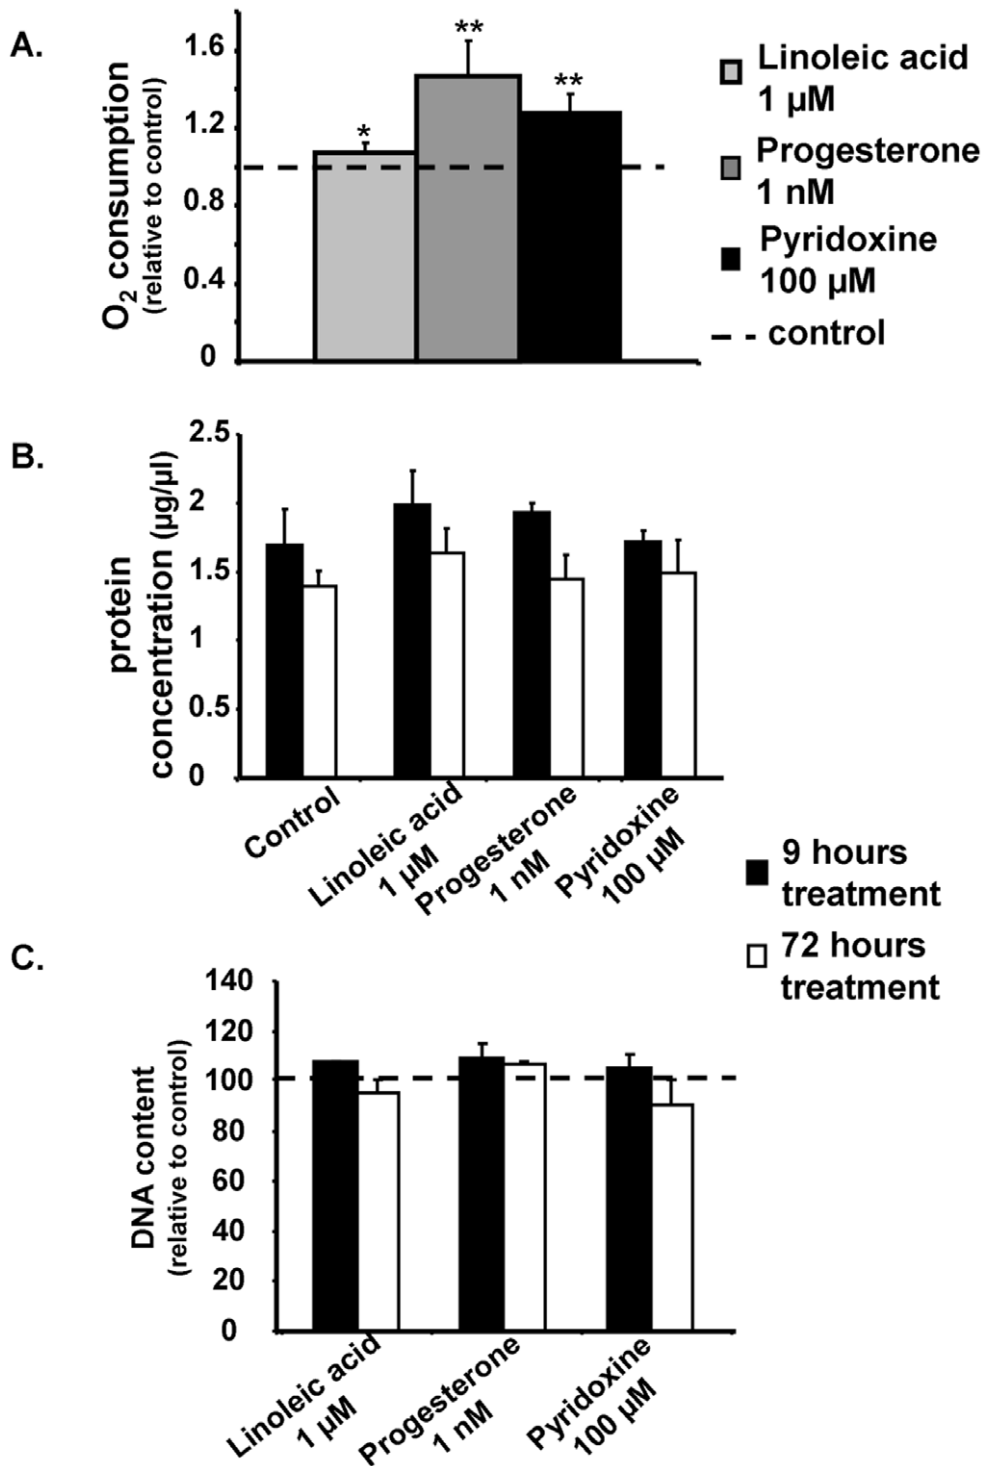 A.
O2 consumption
(relative to control)
1.6
1.2
0.8
0.4
0
*
**
**
Linoleic acid
1 µM
Progesterone
1 nM
Pyridoxine
100 µM
control
B.
protein
concentration (µg/µl)
2.5
2
1.5
1
0.5
0
Control
Linoleic acid
1 µM
Progesterone
1 nM
Pyridoxine
100 µM
9 hours
treatment
72 hours
treatment
C.
DNA content
(relative to control)
140
120
100
80
60
40
20
0
Linoleic acid
1 µM
Progesterone
1 nM
Pyridoxine
100 µM